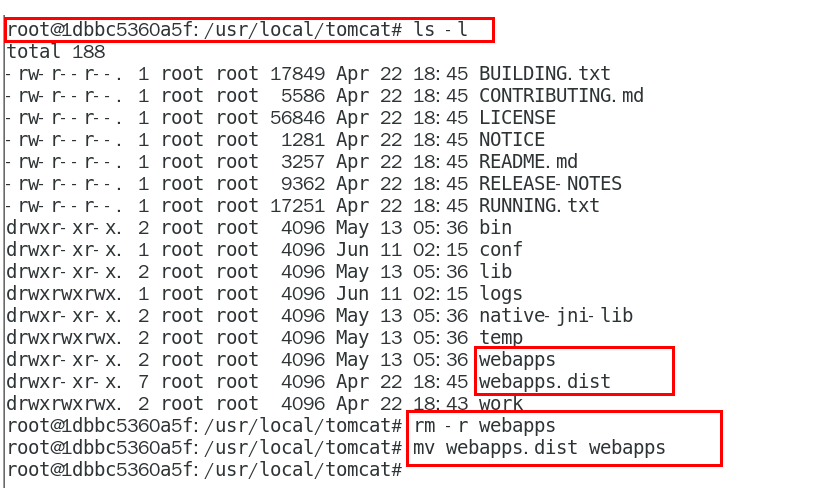 root@1dbbc5360a5f:/usr/local/tomcat# ls -l
total 188
-rw-r--r--. 1 root root 17849 Apr 22 18:45 BUILDING.txt
-rw-r--r--. 1 root root  5586 Apr 22 18:45 CONTRIBUTING.md
-rw-r--r--. 1 root root 56846 Apr 22 18:45 LICENSE
-rw-r--r--. 1 root root  1281 Apr 22 18:45 NOTICE
-rw-r--r--. 1 root root  3257 Apr 22 18:45 README.md
-rw-r--r--. 1 root root  9362 Apr 22 18:45 RELEASE-NOTES
-rw-r--r--. 1 root root 17251 Apr 22 18:45 RUNNING.txt
drwxr-xr-x. 2 root root  4096 May 13 05:36 bin
drwxr-xr-x. 1 root root  4096 Jun 11 02:15 conf
drwxr-xr-x. 2 root root  4096 May 13 05:36 lib
drwxrwxrwx. 1 root root  4096 Jun 11 02:15 logs
drwxr-xr-x. 2 root root  4096 May 13 05:36 native-jni-lib
drwxrwxrwx. 2 root root  4096 May 13 05:36 temp
drwxr-xr-x. 2 root root  4096 May 13 05:36 webapps
drwxr-xr-x. 7 root root  4096 Apr 22 18:45 webapps.dist
drwxrwxrwx. 2 root root  4096 Apr 22 18:43 work
root@1dbbc5360a5f:/usr/local/tomcat# rm -r webapps
root@1dbbc5360a5f:/usr/local/tomcat# mv webapps.dist webapps
root@1dbbc5360a5f:/usr/local/tomcat#